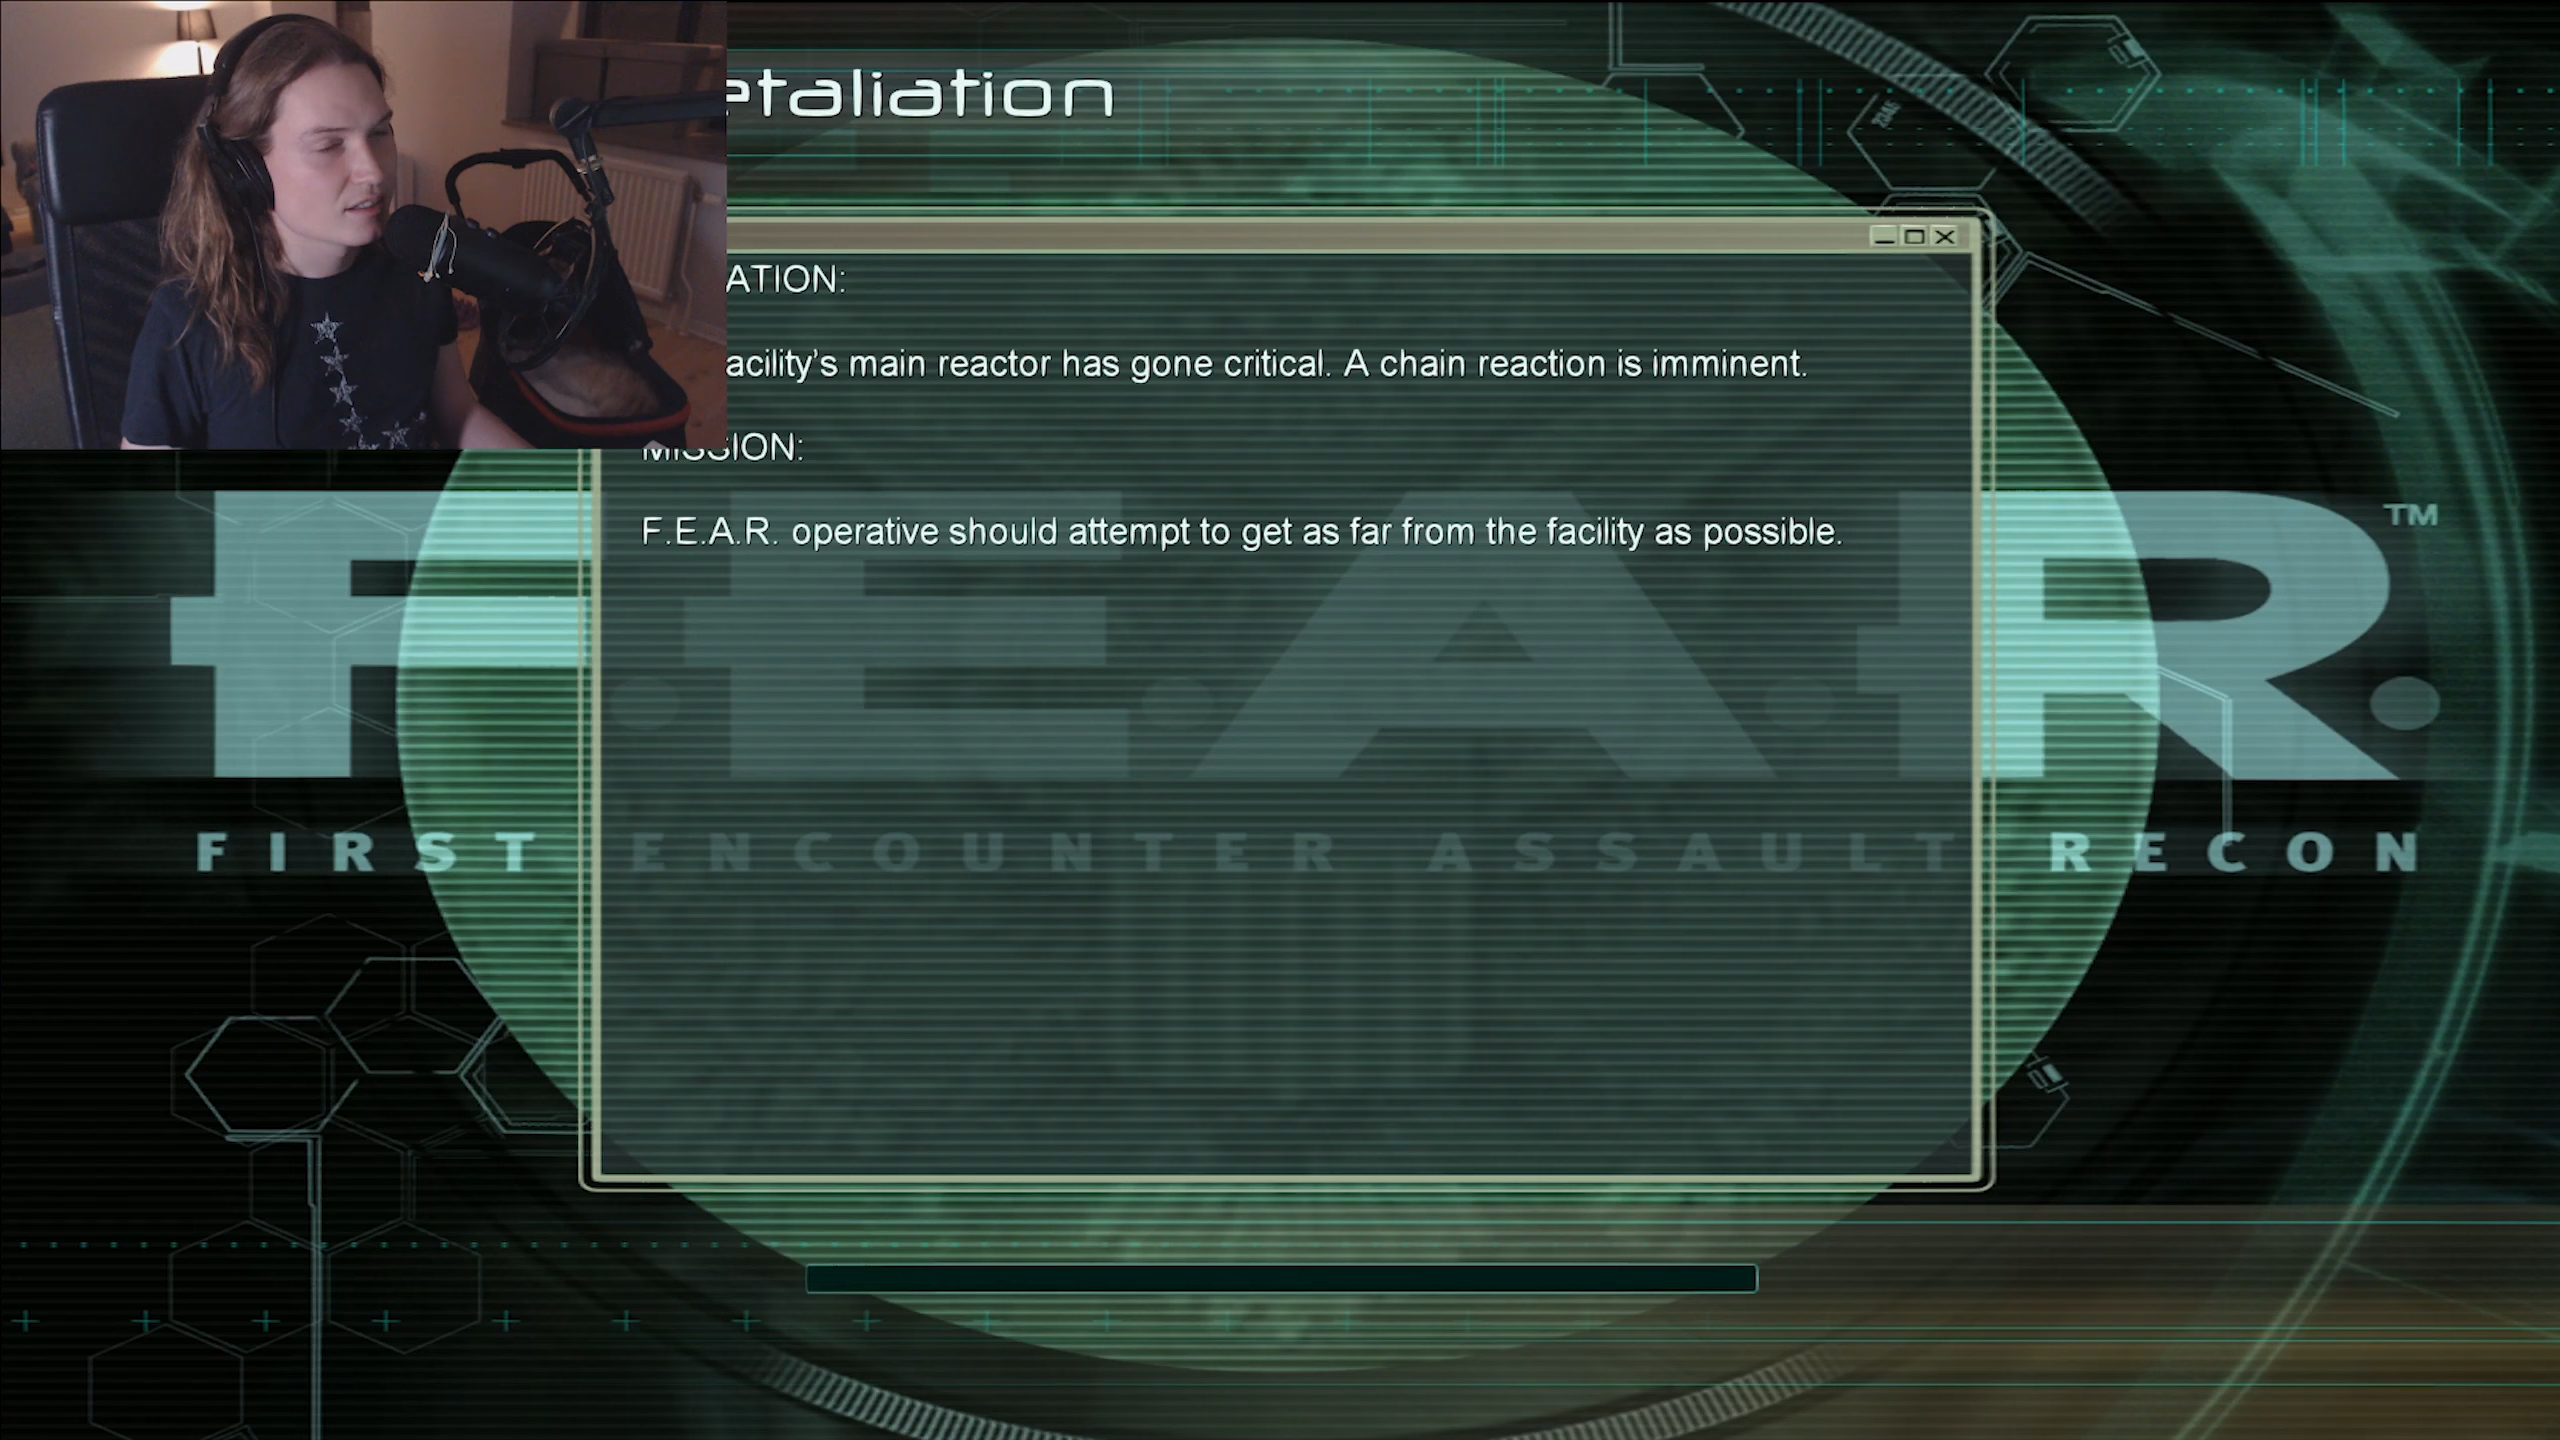 etaliation
ATION:
acility's main reactor has gone critical. A chain reaction is imminent.
MISSION:
F.E.A.R. operative should attempt to get as far from the facility as possible.
F.E.A.R.™
FIRST ENCOUNTER ASSAULT RECON